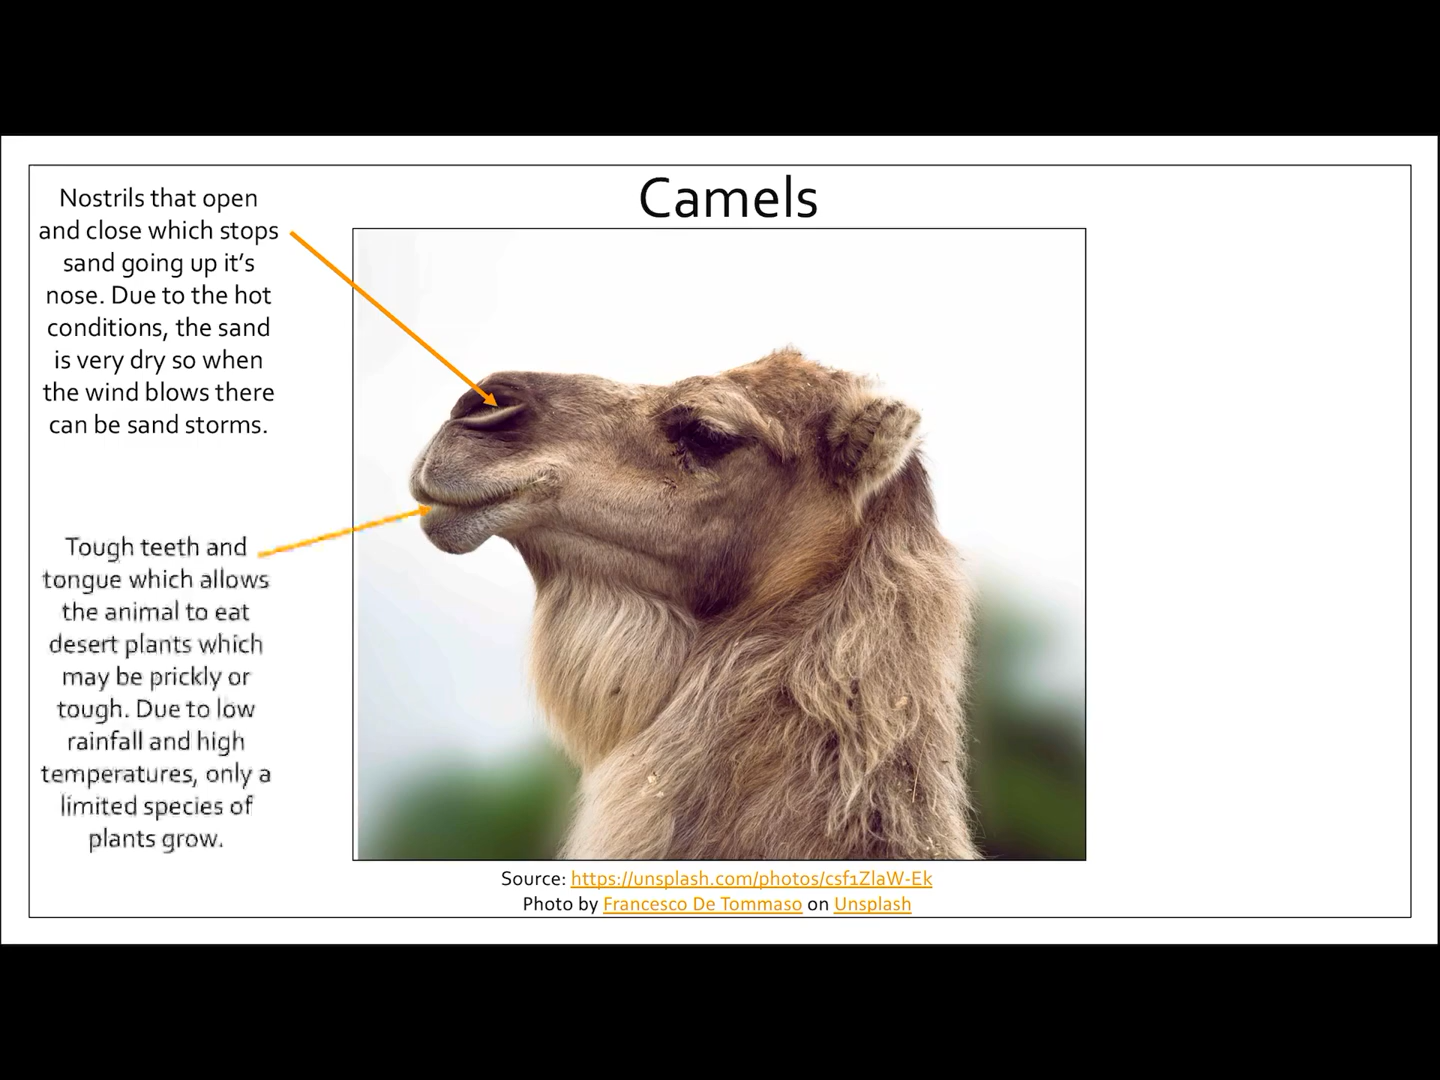 Camels
Nostrils that open
and close which stops
sand going up it’s
nose. Due to the hot
conditions, the sand
is very dry so when
the wind blows there
can be sand storms.
Tough teeth and
tongue which allows
the animal to eat
desert plants which
may be prickly or
tough. Due to low
rainfall and high
temperatures, only a
limited species of
plants grow.
Source: https://unsplash.com/photos/csf1ZlaW-Ek
Photo by Francesco De Tommaso on Unsplash